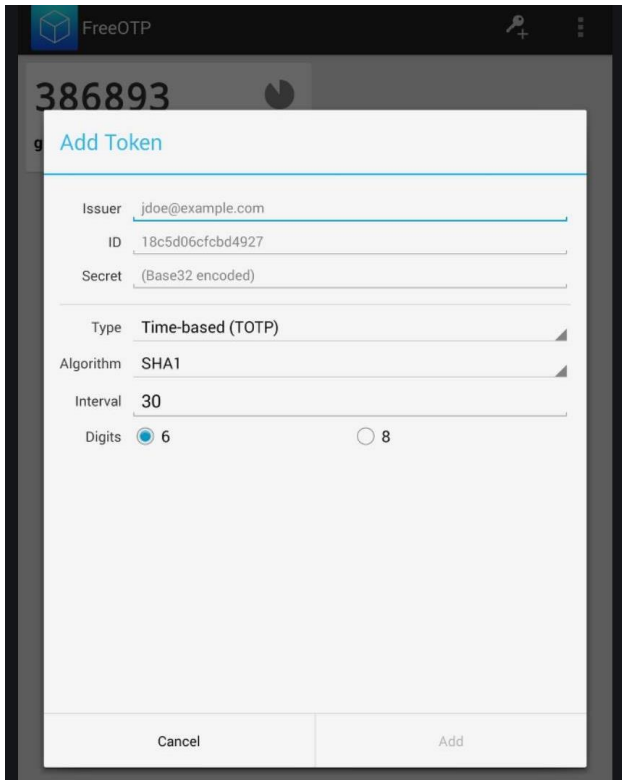 FreeOTP
386893
g
Add Token
Issuer jdoe@example.com
ID 18c5d06cfcbd4927
Secret (Base32 encoded)
Type Time-based (TOTP)
Algorithm SHA1
Interval 30
Digits 6 8
Cancel Add